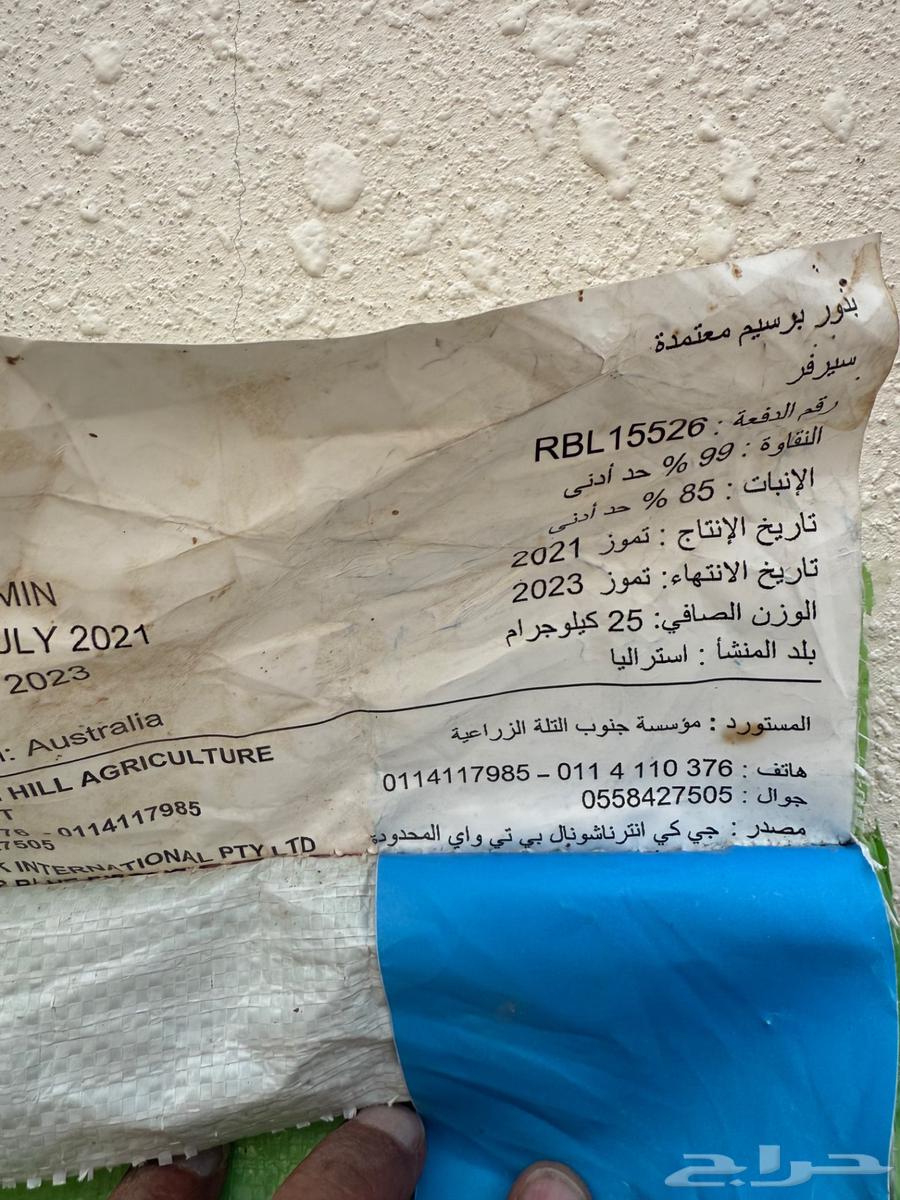 بذور برسيم معتمدة
سيرفر
رقم الدفعة : RBL15526
النقاوة : 99 % حد أدنى
الإنبات : 85 % حد أدنى
تاريخ الإنتاج : تموز 2021
تاريخ الانتهاء: تموز 2023
الوزن الصافي: 25 كيلوجرام
بلد المنشأ : استراليا
المستورد : مؤسسة جنوب التلة الزراعية
هاتف : 376 110 4 011 – 0114117985
جوال : 0558427505
مصدر : جي كي انترناشونال بي تي واي المحدودة
MIN
ULY 2021
2023
: Australia
HILL AGRICULTURE
T
76 - 0114117985
27505
K INTERNATIONAL PTY LTD
حراج